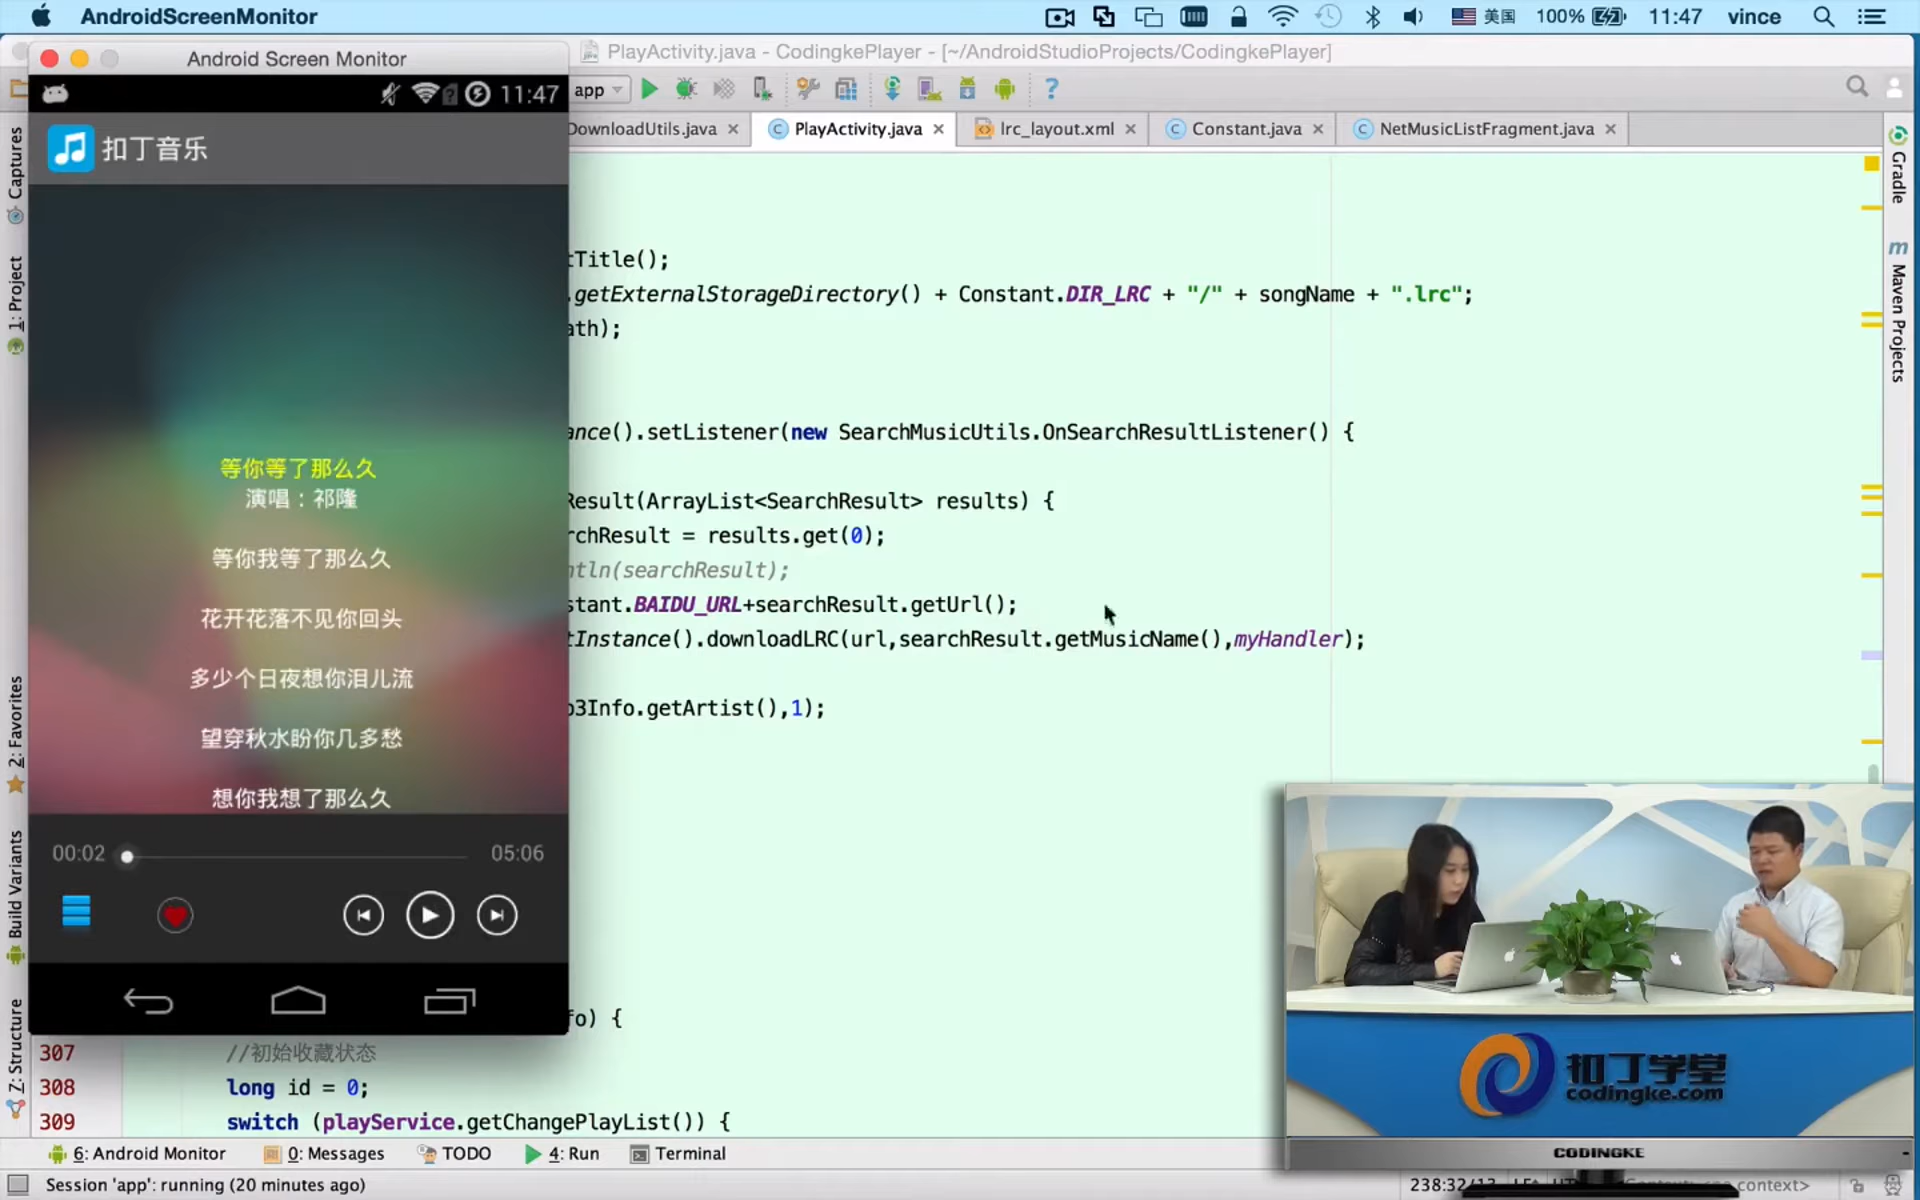 AndroidScreenMonitor
美国
100%
11:47
vince
Android Screen Monitor
PlayActivity.java - CodingkePlayer - [~/AndroidStudioProjects/CodingkePlayer]
11:47
app
扣丁音乐
DownloadUtils.java
PlayActivity.java
lrc_layout.xml
Constant.java
NetMusicListFragment.java
Captures
1: Project
2: Favorites
Build Variants
Z: Structure
Gradle
Maven Projects
tTitle();
.getExternalStorageDirectory() + Constant.DIR_LRC + "/" + songName + ".lrc";
ath);
ance().setListener(new SearchMusicUtils.OnSearchResultListener() {
Result(ArrayList<SearchResult> results) {
rchResult = results.get(0);
ntln(searchResult);
stant.BAIDU_URL+searchResult.getUrl();
tInstance().downloadLRC(url,searchResult.getMusicName(),myHandler);
p3Info.getArtist(),1);
fo) {
等你等了那么久
演唱：祁隆
等你我等了那么久
花开花落不见你回头
多少个日夜想你泪儿流
望穿秋水盼你几多愁
想你我想了那么久
00:02
05:06
307 //初始收藏状态
308 long id = 0;
309 switch (playService.getChangePlayList()) {
扣丁学堂
codingke.com
CODINGKE
6: Android Monitor
0: Messages
TODO
4: Run
Terminal
Session 'app': running (20 minutes ago)
238:32/13
context>